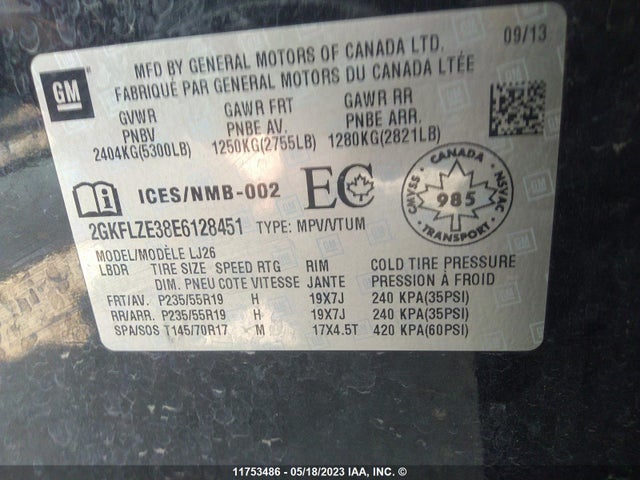 GM
MFD BY GENERAL MOTORS OF CANADA LTD. 09/13
FABRIQUÉ PAR GENERAL MOTORS DU CANADA LTÉE
GVWR GAWR FRT GAWR RR
PNBV PNBE AV. PNBE ARR.
2404KG(5300LB) 1250KG(2755LB) 1280KG(2821LB)
ICES/NMB-002 EC
CANADA
CMVSS 985 NSVAC
TRANSPORT
2GKFLZE38E6128451 TYPE: MPV/VTUM
MODEL/MODÈLE LJ26
LBDR TIRE SIZE SPEED RTG RIM COLD TIRE PRESSURE
DIM. PNEU COTE VITESSE JANTE PRESSION À FROID
FRT/AV. P235/55R19 H 19X7J 240 KPA(35PSI)
RR/ARR. P235/55R19 H 19X7J 240 KPA(35PSI)
SPA/SOS T145/70R17 M 17X4.5T 420 KPA(60PSI)
11753486 - 05/18/2023 IAA, INC. ©